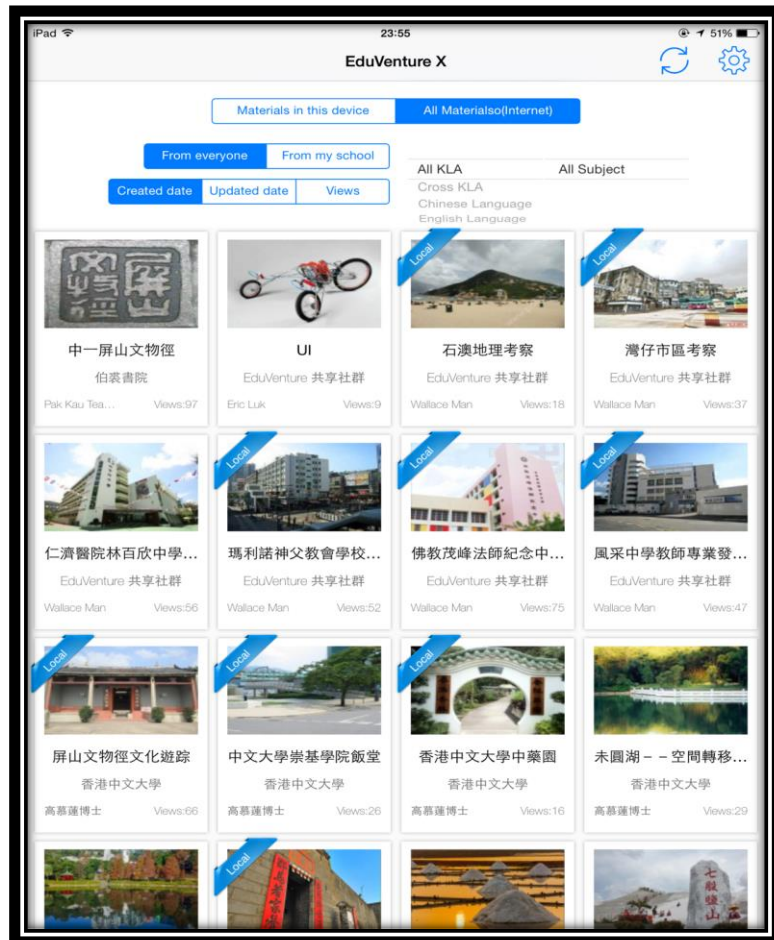 iPad 23:55 51%
EduVenture X
Materials in this device All Materialso(Internet)
From everyone From my school
Created date Updated date Views
All KLA All Subject
Cross KLA
Chinese Language
English Language
Local Local
中一屏山文物徑 UI 石澳地理考察 灣仔市區考察
伯裘書院 EduVenture 共享社群 EduVenture 共享社群 EduVenture 共享社群
Pak Kau Tea... Views:97 Eric Luk Views:9 Wallace Man Views:18 Wallace Man Views:37
Local Local Local
仁濟醫院林百欣中學... 瑪利諾神父教會學校... 佛教茂峰法師紀念中... 風采中學教師專業發...
EduVenture 共享社群 EduVenture 共享社群 EduVenture 共享社群 EduVenture 共享社群
Wallace Man Views:56 Wallace Man Views:52 Wallace Man Views:75 Wallace Man Views:47
Local Local Local
屏山文物徑文化遊踪 中文大學崇基學院飯堂 香港中文大學中藥園 未圓湖－－空間轉移...
香港中文大學 香港中文大學 香港中文大學 香港中文大學
高慕蓮博士 Views:66 高慕蓮博士 Views:26 高慕蓮博士 Views:16 高慕蓮博士 Views:29
Local
七股鹽山